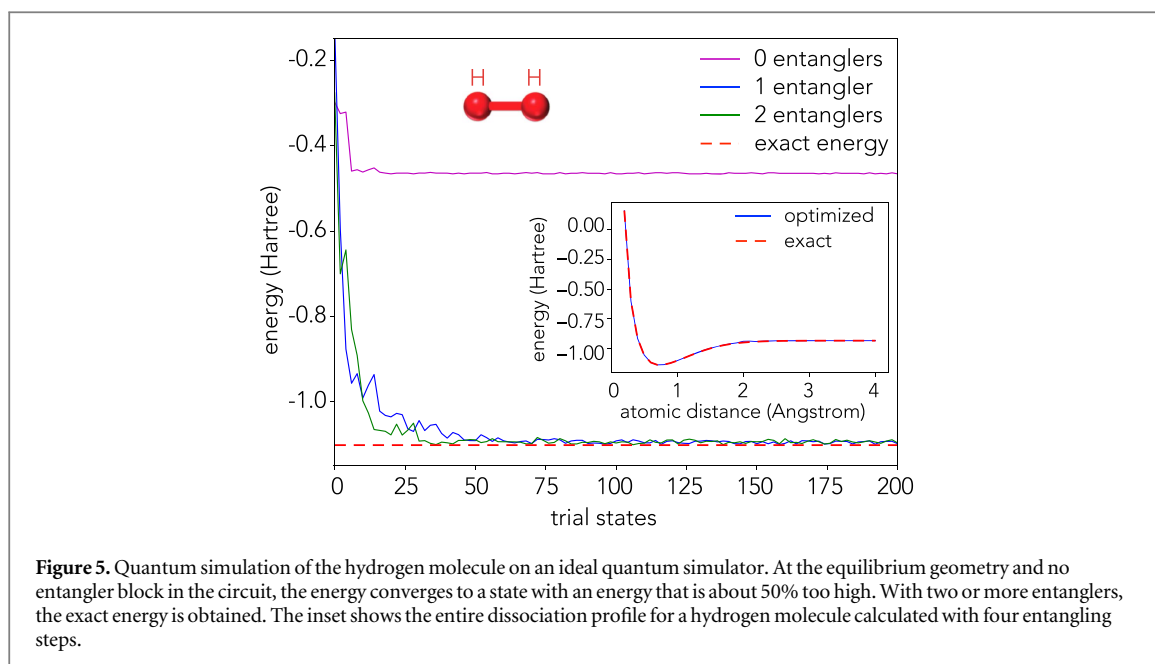 -0.2
-0.4
-0.6
-0.8
-1.0
energy (Hartree)
H H
0 entanglers
1 entangler
2 entanglers
exact energy
optimized
exact
0.00
−0.25
−0.50
−0.75
−1.00
energy (Hartree)
0 1 2 3 4
atomic distance (Angstrom)
0 25 50 75 100 125 150 175 200
trial states
Figure 5. Quantum simulation of the hydrogen molecule on an ideal quantum simulator. At the equilibrium geometry and no
entangler block in the circuit, the energy converges to a state with an energy that is about 50% too high. With two or more entanglers,
the exact energy is obtained. The inset shows the entire dissociation profile for a hydrogen molecule calculated with four entangling
steps.